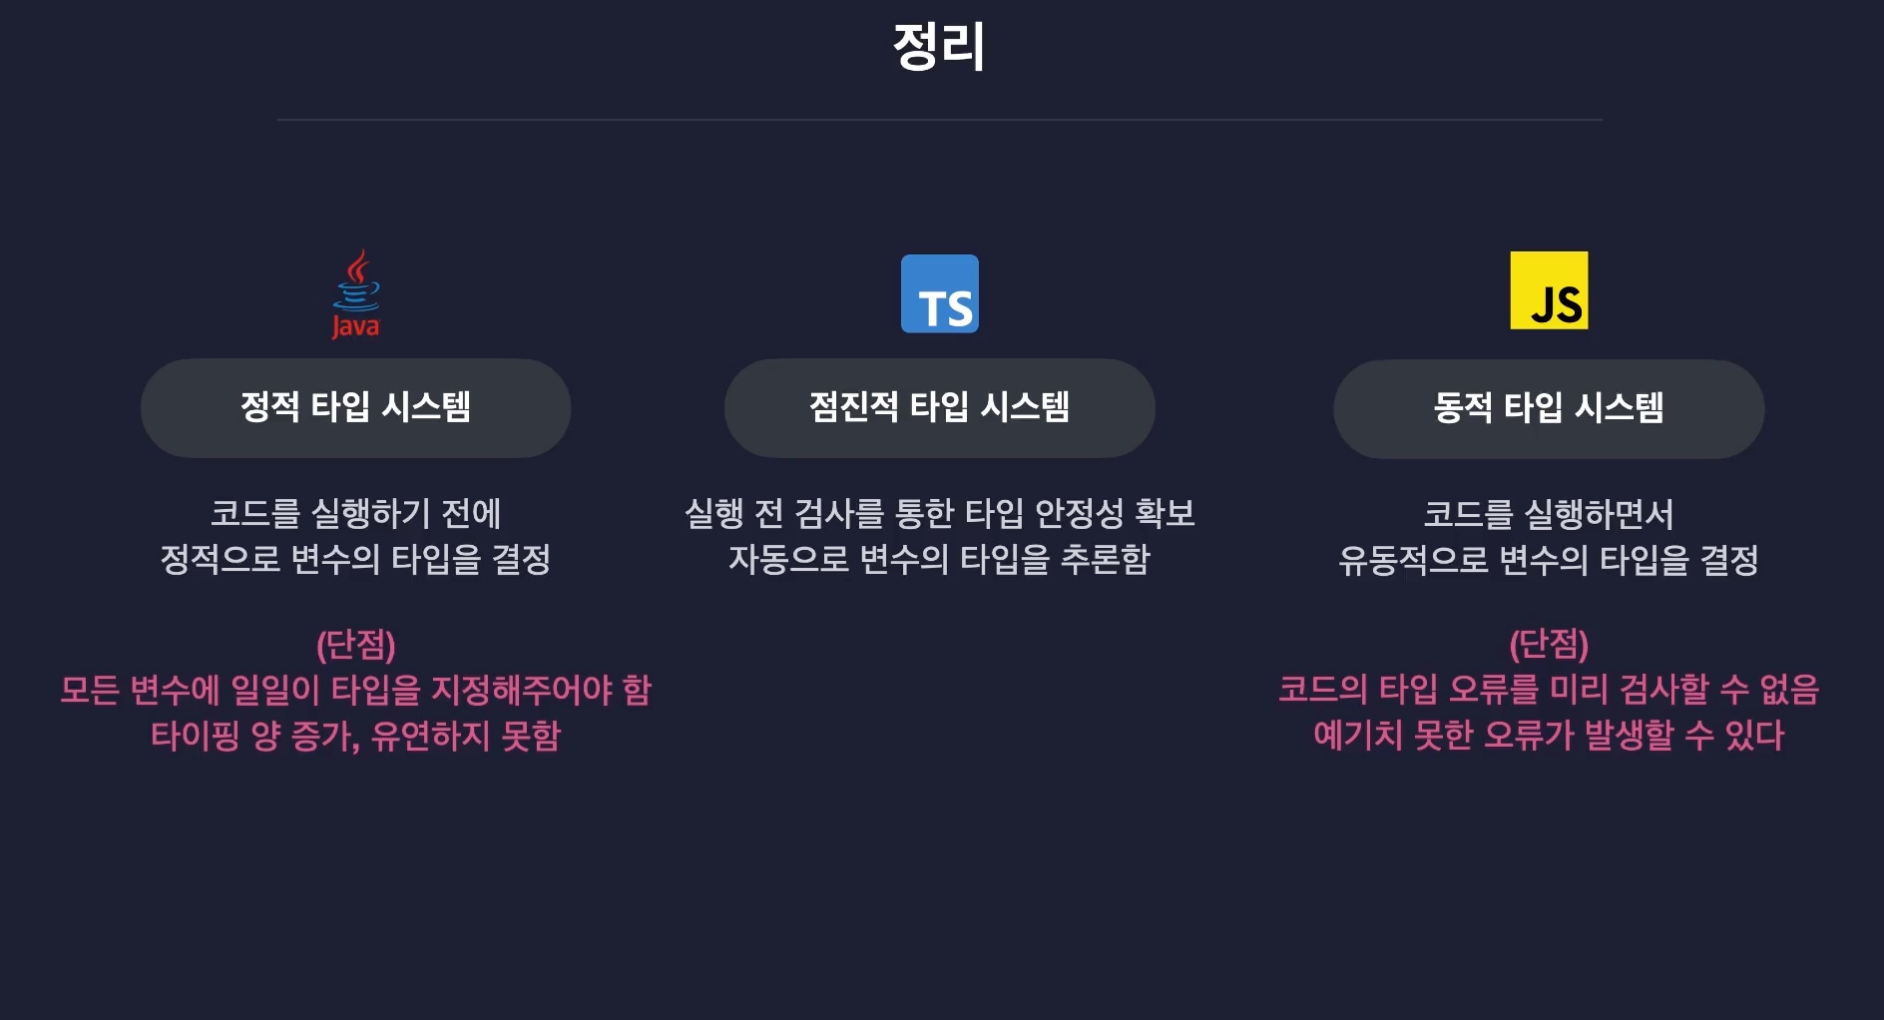 정리
Java
정적 타입 시스템
코드를 실행하기 전에
정적으로 변수의 타입을 결정
(단점)
모든 변수에 일일이 타입을 지정해주어야 함
타이핑 양 증가, 유연하지 못함
TS
점진적 타입 시스템
실행 전 검사를 통한 타입 안정성 확보
자동으로 변수의 타입을 추론함
JS
동적 타입 시스템
코드를 실행하면서
유동적으로 변수의 타입을 결정
(단점)
코드의 타입 오류를 미리 검사할 수 없음
예기치 못한 오류가 발생할 수 있다